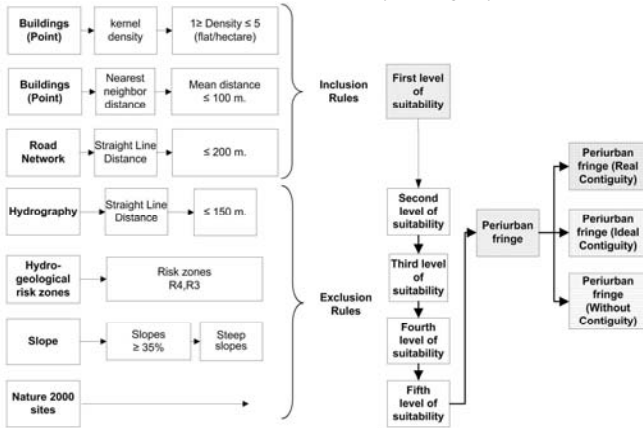 Buildings
(Point)
kernel
density
1≥ Density ≤ 5
(flat/hectare)
Buildings
(Point)
Nearest
neighbor
distance
Mean distance
≤ 100 m.
Road
Network
Straight Line
Distance
≤ 200 m.
Inclusion
Rules
Hydrography
Straight Line
Distance
≤ 150 m.
Hydro-
geological
risk zones
Risk zones
R4,R3
Slope
Slopes
≥ 35%
Steep
slopes
Nature 2000
sites
Exclusion
Rules
First level
of
suitability
Second
level of
suitability
Third level
of
suitability
Fourth
level of
suitability
Fifth
level of
suitability
Periurban
fringe
Periurban
fringe (Real
Contiguity)
Periurban
fringe (Ideal
Contiguity)
Periurban
fringe
(Without
Contiguity)